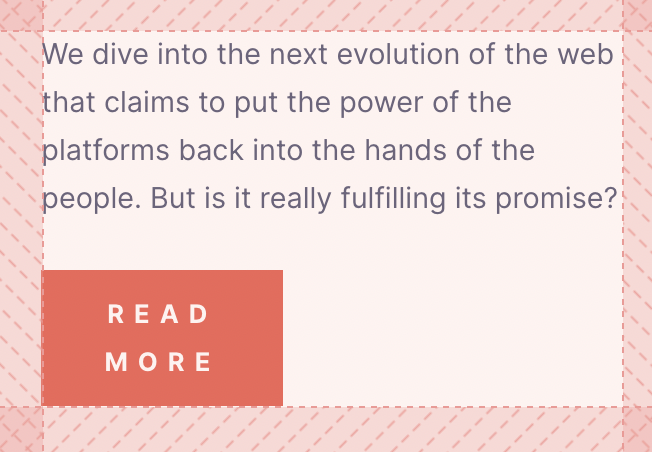 We dive into the next evolution of the web
that claims to put the power of the
platforms back into the hands of the
people. But is it really fulfilling its promise?
READ
MORE